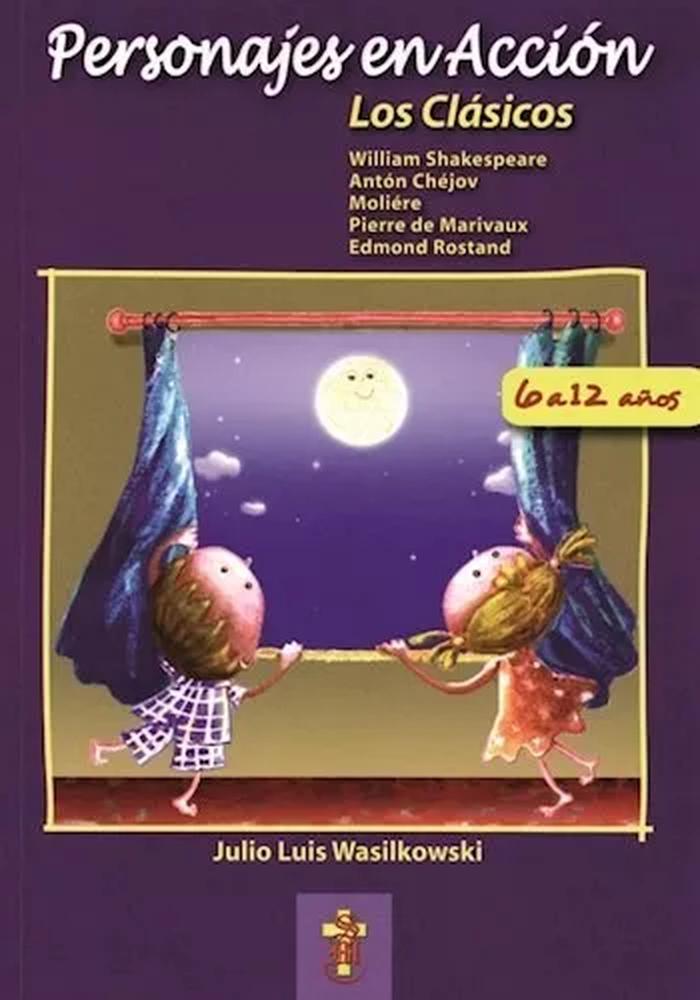 Personajes en Acción
Los Clásicos
William Shakespeare
Antón Chéjov
Moliére
Pierre de Marivaux
Edmond Rostand
6 a 12 años
Julio Luis Wasilkowski